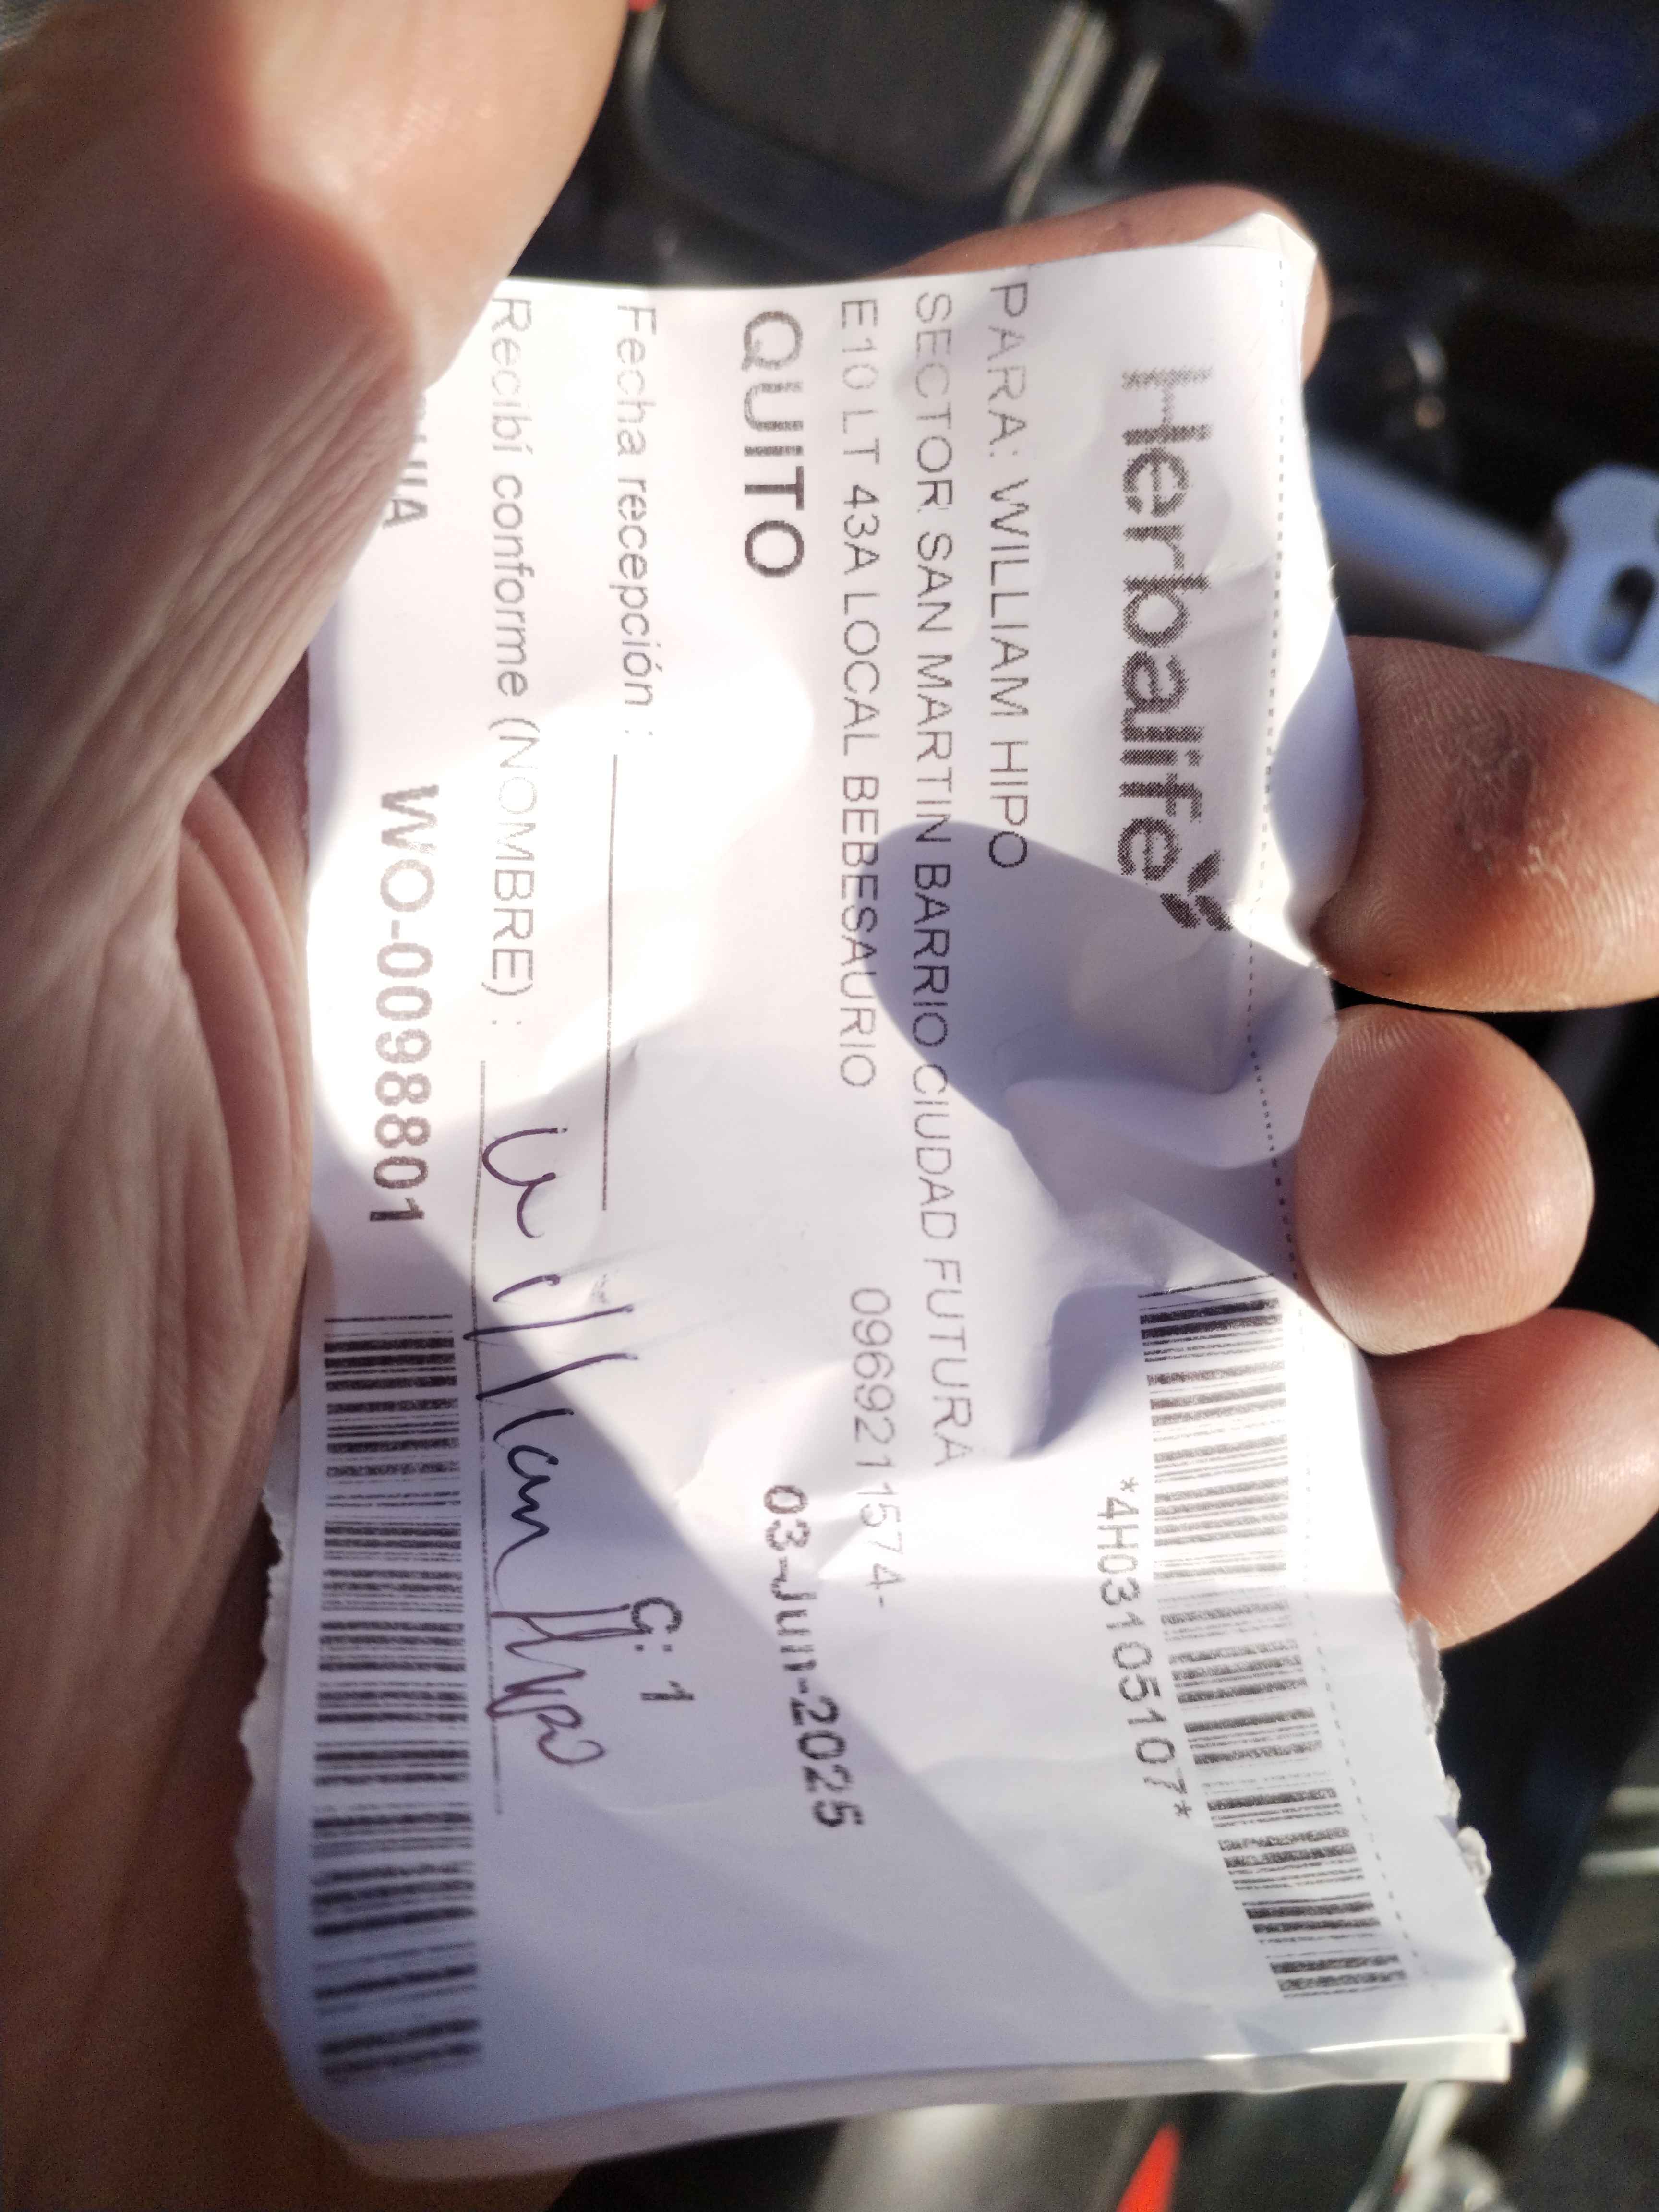 Herbalife
*4H03105107*
PARA: WILLIAM HIPO
SECTOR SAN MARTIN BARRIO CIUDAD FUTURA
E10 LT 43A LOCAL BEBESAURIO 0969211574-
QUITO 03-Jun-2025
Fecha recepción :
C: 1
Recibí conforme (NOMBRE) : William Hipo
WO-00988801